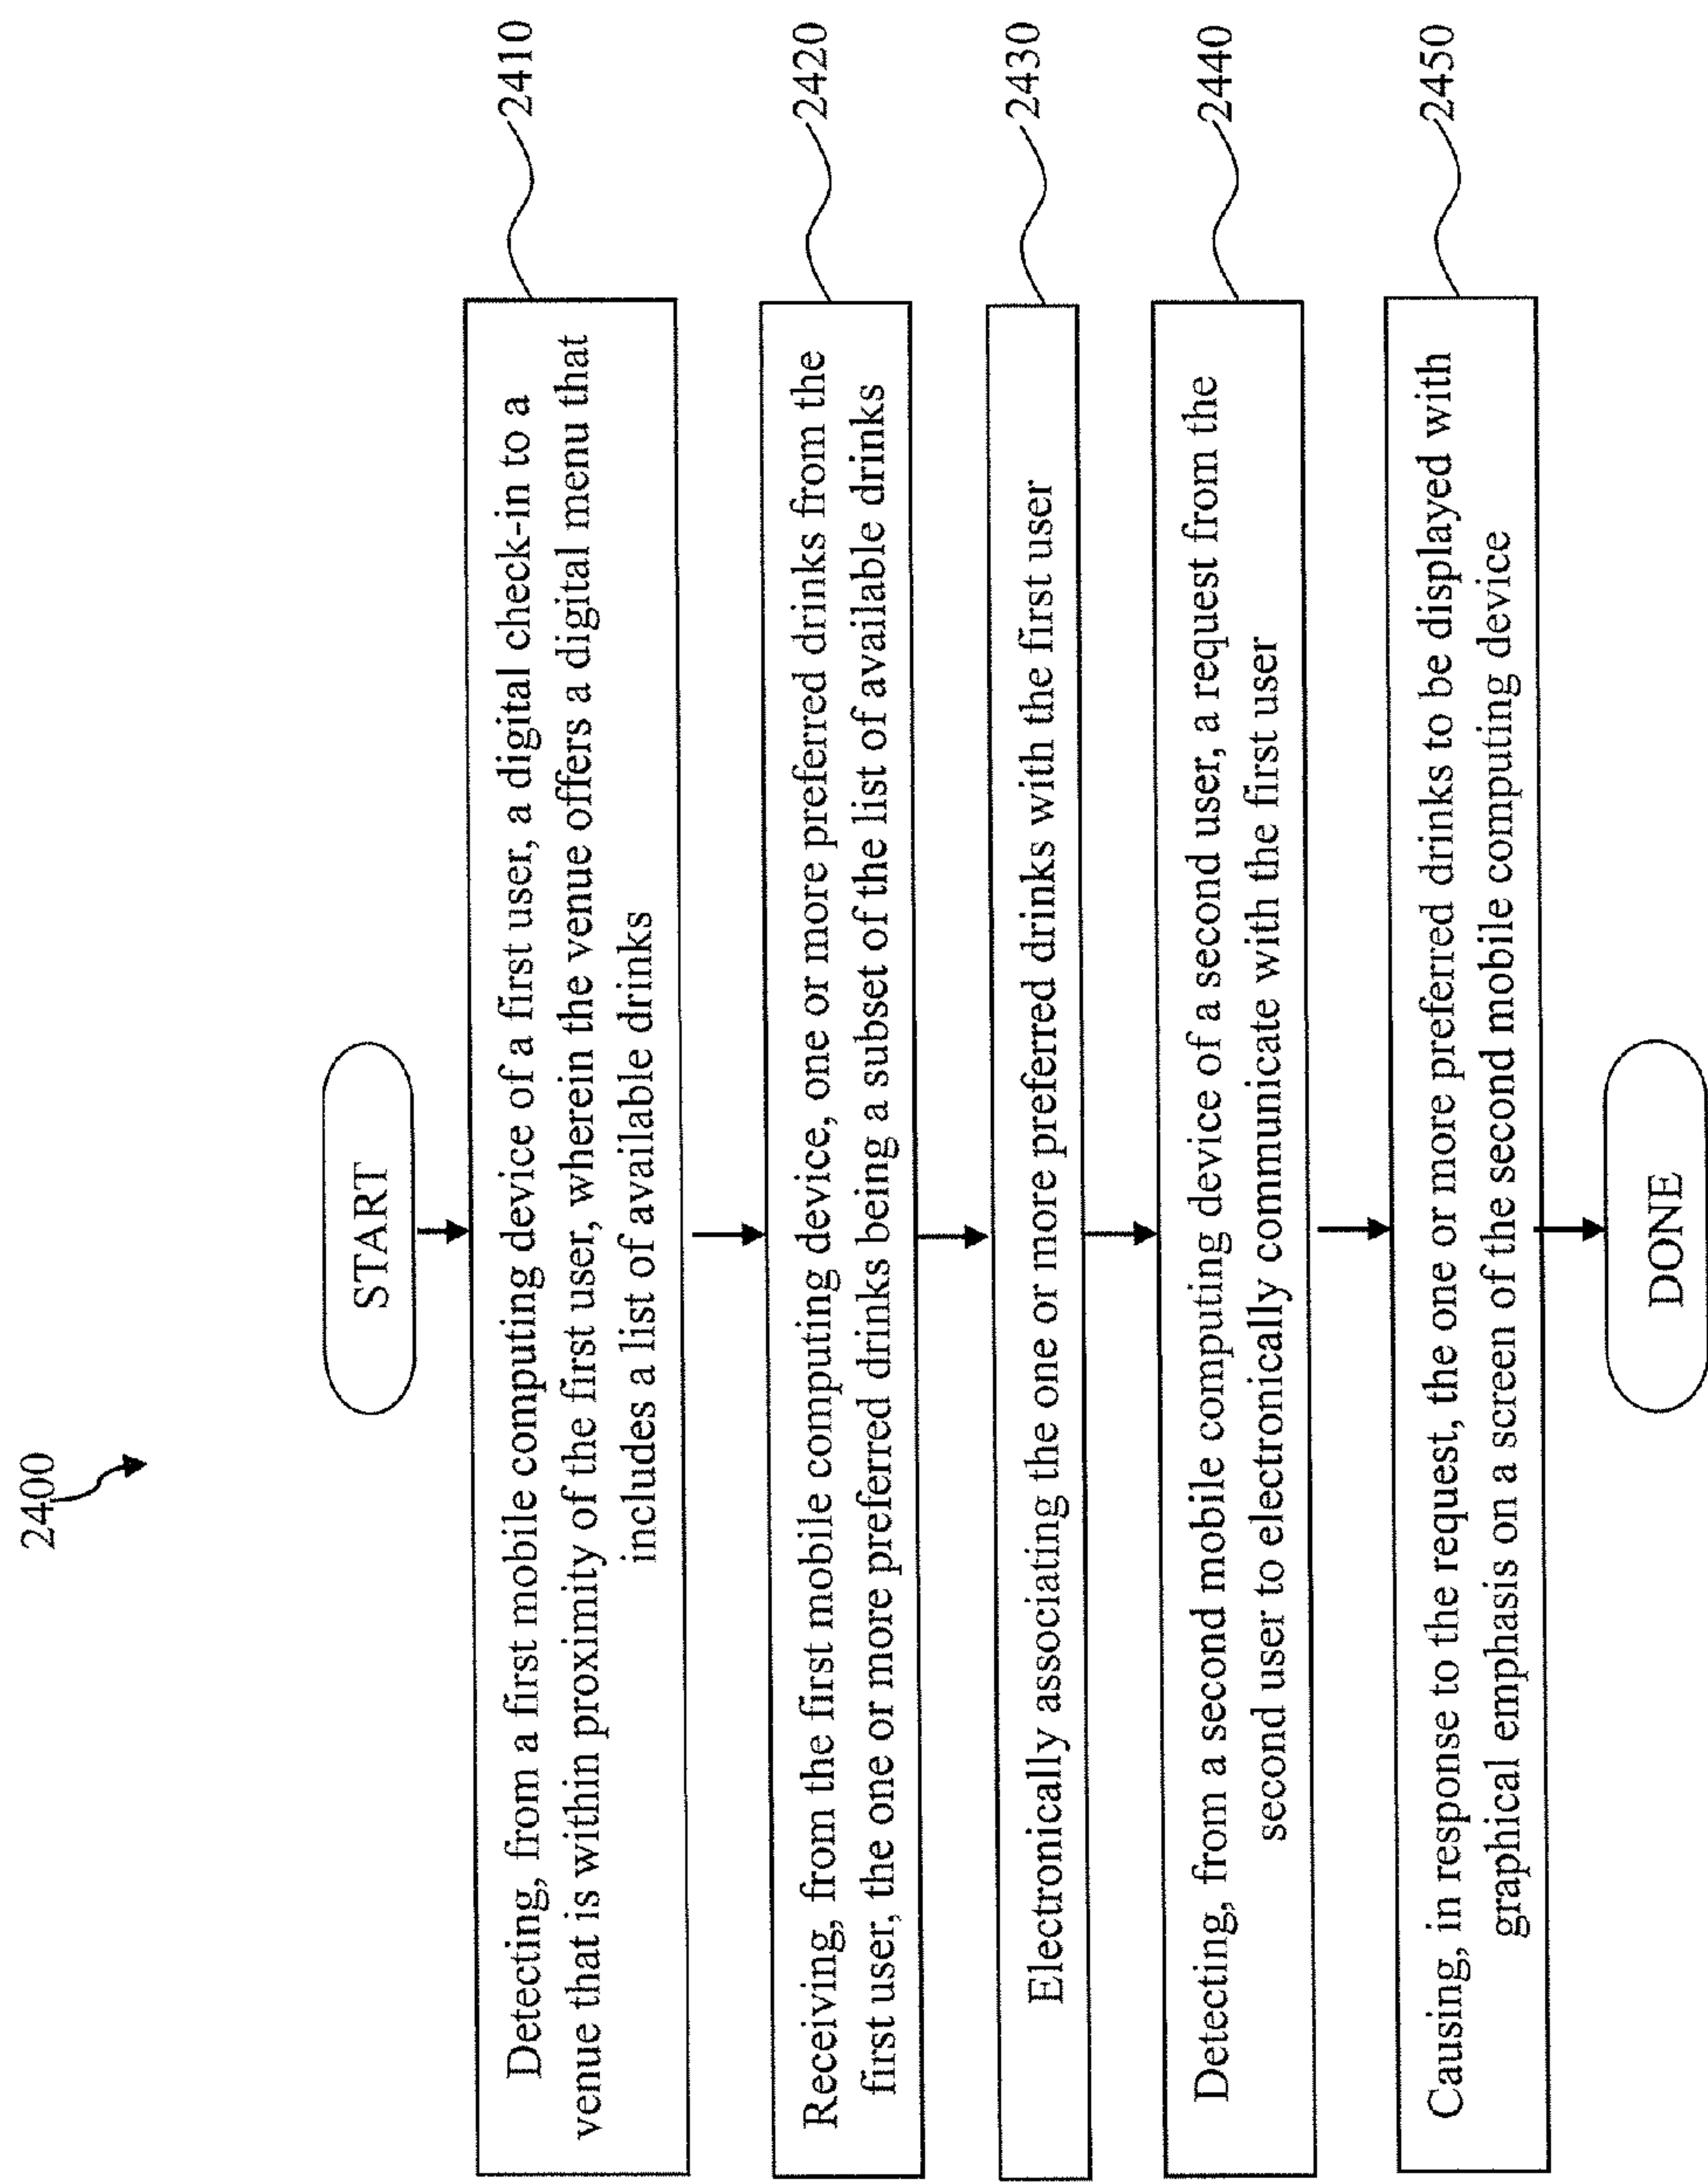 2400
START
Detecting, from a first mobile computing device of a first user, a digital check-in to a
venue that is within proximity of the first user, wherein the venue offers a digital menu that
includes a list of available drinks
2410
Receiving, from the first mobile computing device, one or more preferred drinks from the
first user, the one or more preferred drinks being a subset of the list of available drinks
2420
Electronically associating the one or more preferred drinks with the first user
2430
Detecting, from a second mobile computing device of a second user, a request from the
second user to electronically communicate with the first user
2440
Causing, in response to the request, the one or more preferred drinks to be displayed with
graphical emphasis on a screen of the second mobile computing device
2450
DONE